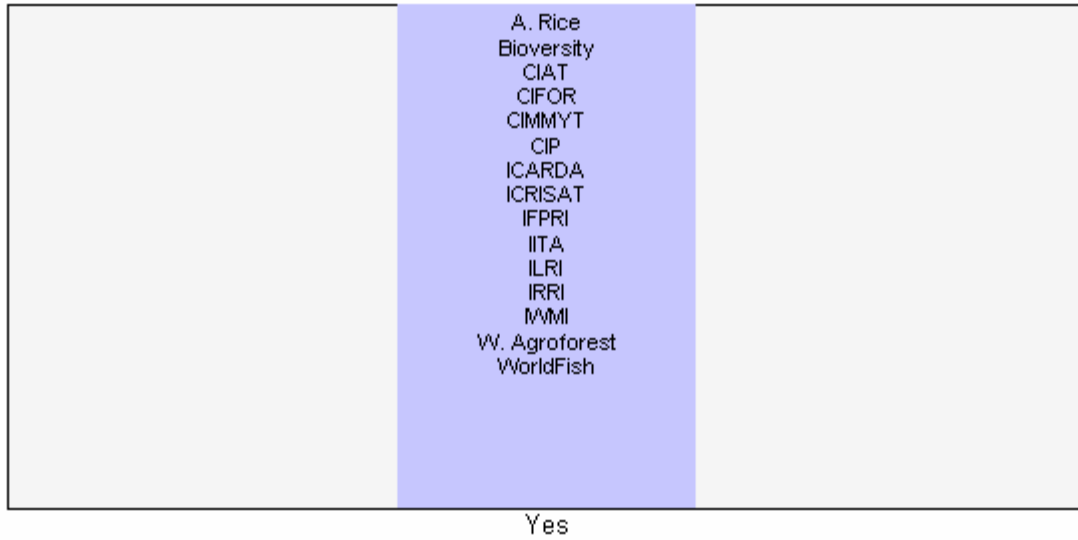 A. Rice
Bioversity
CIAT
CIFOR
CIMMYT
CIP
ICARDA
ICRISAT
IFPRI
IITA
ILRI
IRRI
IWMI
W. Agroforest
WorldFish
Yes